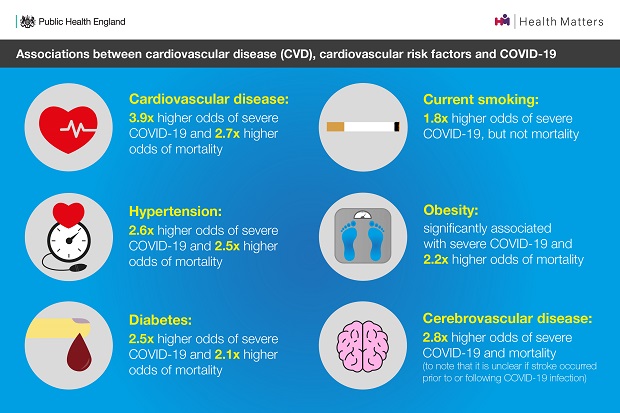 Public Health England
Health Matters
Associations between cardiovascular disease (CVD), cardiovascular risk factors and COVID-19
Cardiovascular disease:
3.9x higher odds of severe
COVID-19 and 2.7x higher
odds of mortality
Current smoking:
1.8x higher odds of severe
COVID-19, but not mortality
Hypertension:
2.6x higher odds of severe
COVID-19 and 2.5x higher
odds of mortality
Obesity:
significantly associated
with severe COVID-19 and
2.2x higher odds of mortality
Diabetes:
2.5x higher odds of severe
COVID-19 and 2.1x higher
odds of mortality
Cerebrovascular disease:
2.8x higher odds of severe
COVID-19 and mortality
(to note that it is unclear if stroke occurred
prior to or following COVID-19 infection)